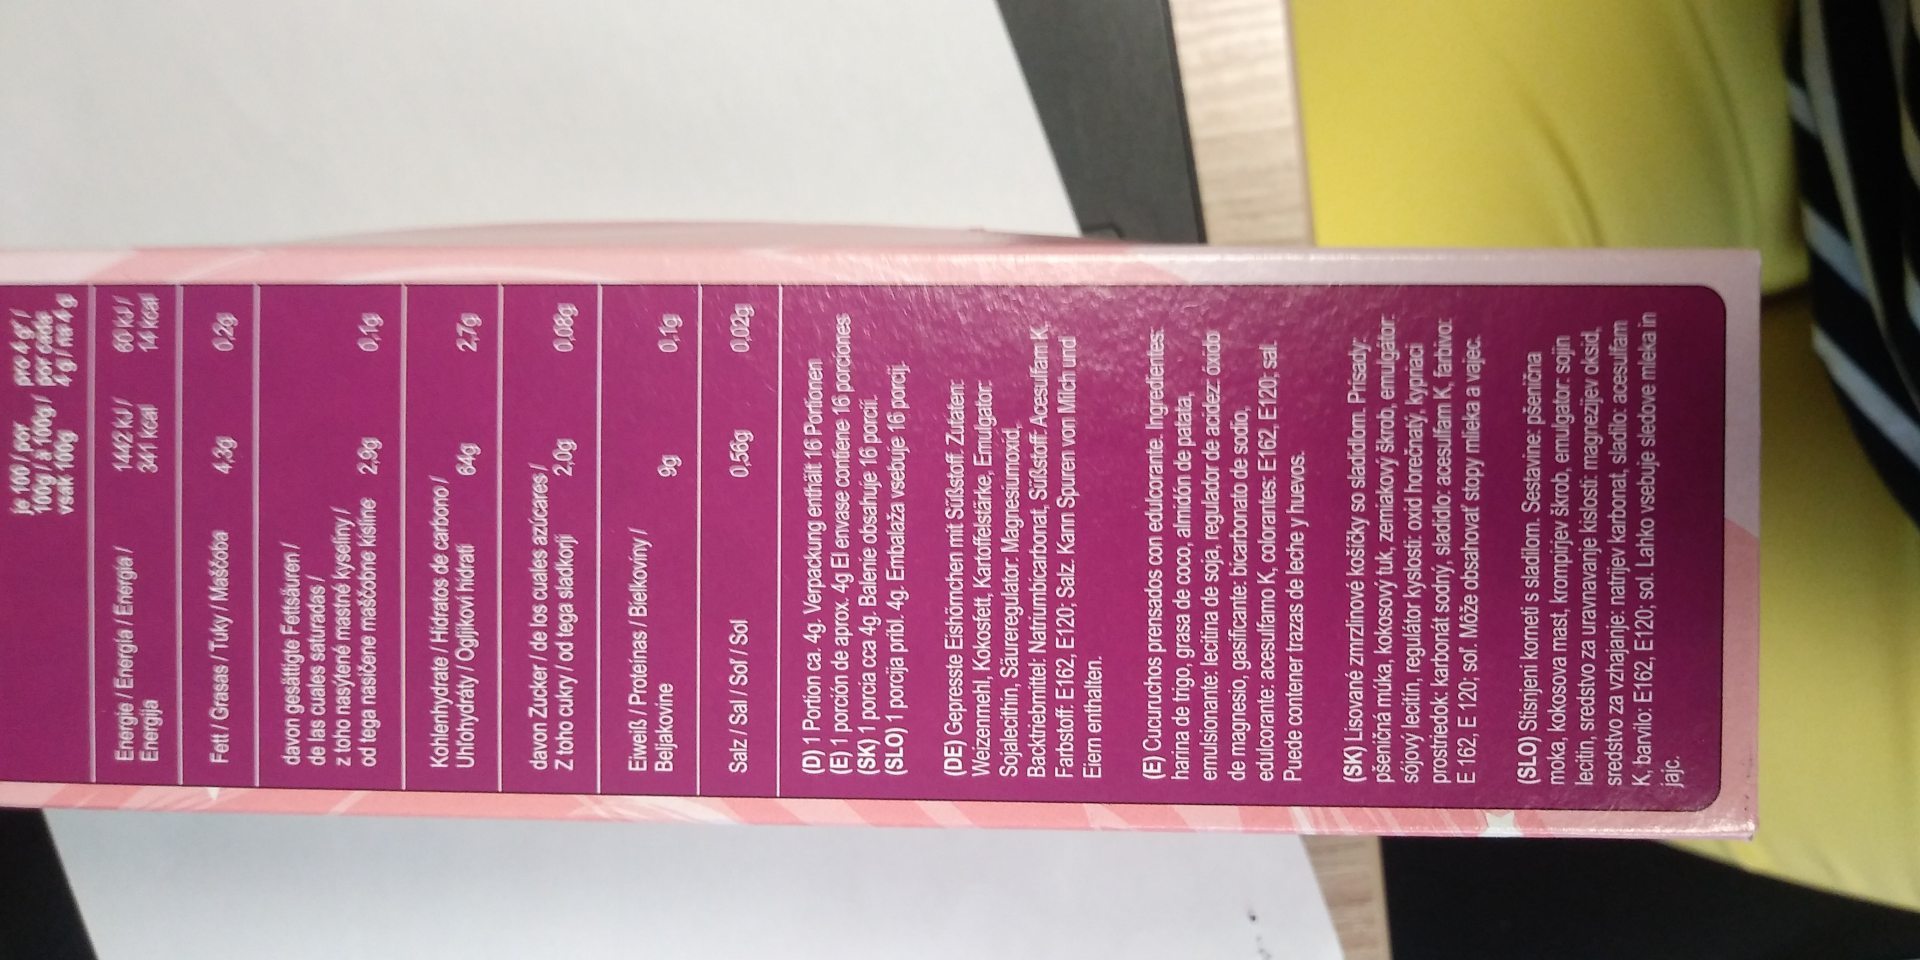 je 100 / por pro 4 g* /
100g / à 100g / por cada
vsak 100g 4 g / na 4 g
Energie / Energía / Energia / 1442 kJ / 60 kJ /
Energija 341 kcal 14 kcal
Fett / Grasas / Tuky / Maščoba 4,3g 0,2g
davon gesättigte Fettsäuren /
de las cuales saturadas /
z toho nasýtené mastné kyseliny /
od tega nasičene maščobne kisline 2,9g 0,1g
Kohlenhydrate / Hidratos de carbono /
Uhľohydráty / Ogljikovi hidrati 64g 2,7g
davon Zucker / de los cuales azúcares /
Z toho cukry / od tega sladkorji 2,0g 0,08g
Eiweiß / Proteínas / Bielkoviny / 9g 0,1g
Beljakovine
Salz / Sal / Soľ / Sol 0,56g 0,02g
(D) 1 Portion ca. 4g. Verpackung enthält 16 Portionen
(E) 1 porción de aprox. 4g El envase contiene 16 porciones
(SK) 1 porcia cca 4g. Balenie obsahuje 16 porcií.
(SLO) 1 porcija pribl. 4g. Embalaža vsebuje 16 porcij.
(DE) Gepresste Eishörnchen mit Süßstoff. Zutaten:
Weizenmehl, Kokosfett, Kartoffelstärke, Emulgator:
Sojalecithin, Säureregulator: Magnesiumoxid,
Backtriebmittel: Natriumbicarbonat, Süßstoff: Acesulfam K,
Farbstoff: E162, E120; Salz. Kann Spuren von Milch und
Eiern enthalten.
(E) Cucuruchos prensados con edulcorante. Ingredientes:
harina de trigo, grasa de coco, almidón de patata,
emulsionante: lecitina de soja, regulador de acidez: óxido
de magnesio, gasificante: bicarbonato de sodio,
edulcorante: acesulfamo K, colorantes: E162, E120; sal.
Puede contener trazas de leche y huevos.
(SK) Lisované zmrzlinové košíčky so sladidlom. Prísady:
pšeničná múka, kokosový tuk, zemiakový škrob, emulgátor:
sójový lecitín, regulátor kyslosti: oxid horečnatý, kypriaci
prostriedok: karbonát sodný, sladidlo: acesulfam K, farbivo:
E 162, E 120; soľ. Môže obsahovať stopy mlieka a vajec.
(SLO) Stisnjeni korneti s sladilom. Sestavine: pšenična
moka, kokosova mast, krompirjev škrob, emulgator: sojin
lecitin, sredstvo za uravnavanje kislosti: magnezijev oksid,
sredstvo za vzhajanje: natrijev karbonat, sladilo: acesulfam
K, barvilo: E162, E120; sol. Lahko vsebuje sledove mleka in
jajc.